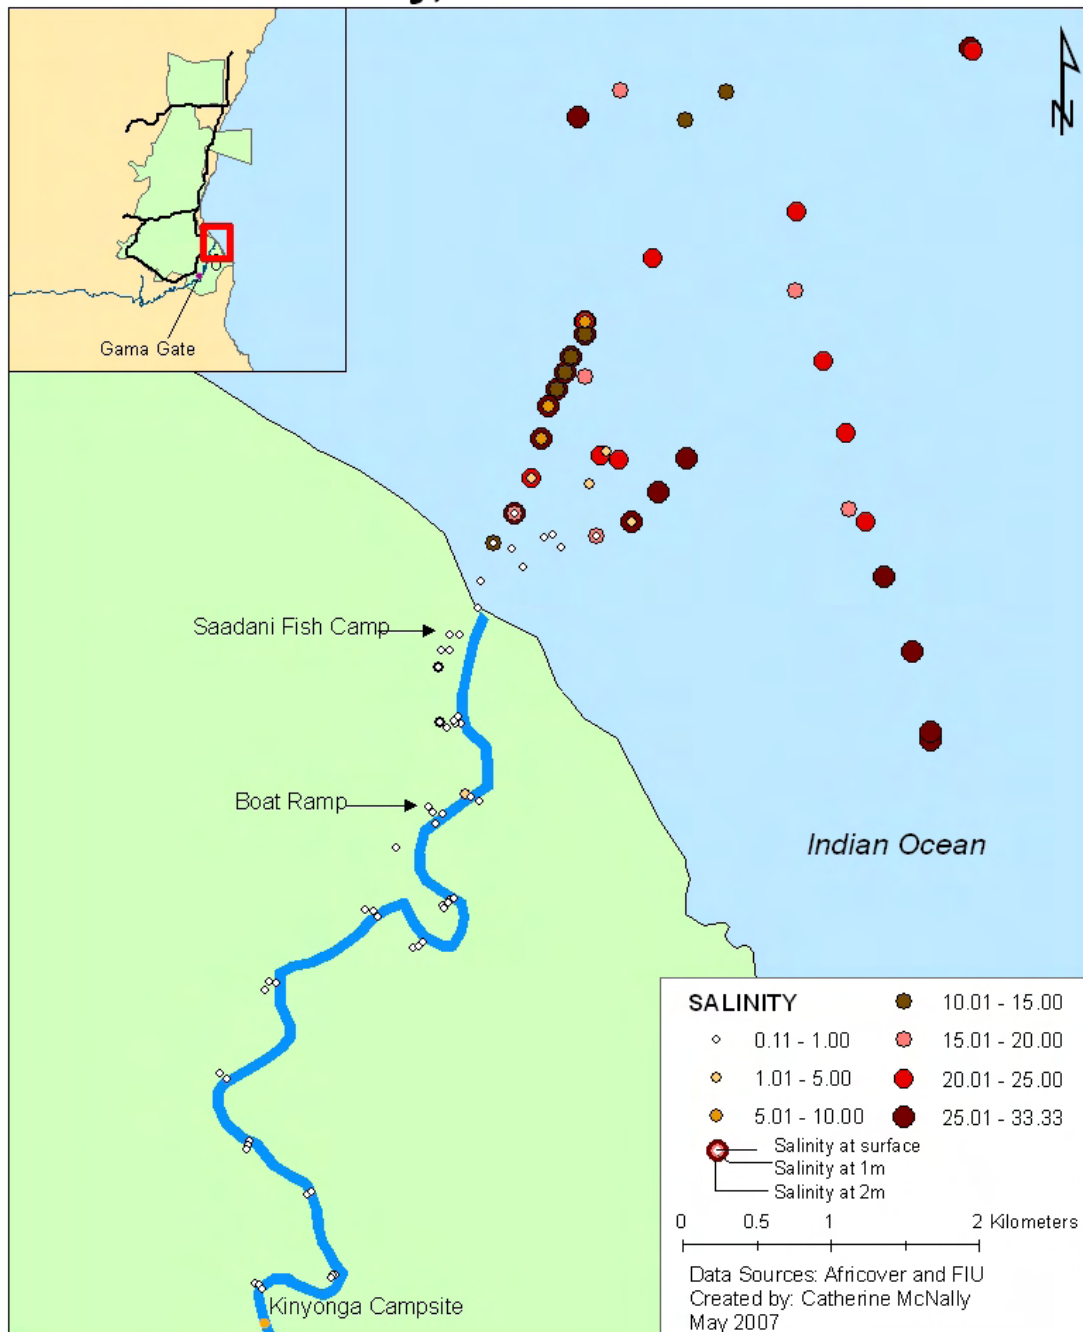 N
Gama Gate
Saadani Fish Camp
Boat Ramp
Indian Ocean
Kinyonga Campsite
SALINITY
0.11 - 1.00
1.01 - 5.00
5.01 - 10.00
10.01 - 15.00
15.01 - 20.00
20.01 - 25.00
25.01 - 33.33
Salinity at surface
Salinity at 1m
Salinity at 2m
0 0.5 1 2 Kilometers
Data Sources: Africover and FIU
Created by: Catherine McNally
May 2007